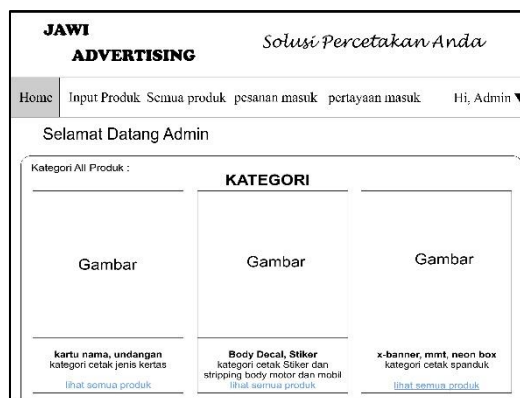 JAWI
ADVERTISING
Solusi Percetakan Anda
Home Input Produk Semua produk pesanan masuk pertayaan masuk Hi, Admin ▼
Selamat Datang Admin
Kategori All Produk :
KATEGORI
Gambar
Gambar
Gambar
kartu nama, undangan
kategori cetak jenis kertas
lihat semua produk
Body Decal, Stiker
kategori cetak Stiker dan
stripping body motor dan mobil
lihat semua produk
x-banner, mmt, neon box
kategori cetak spanduk
lihat semua produk